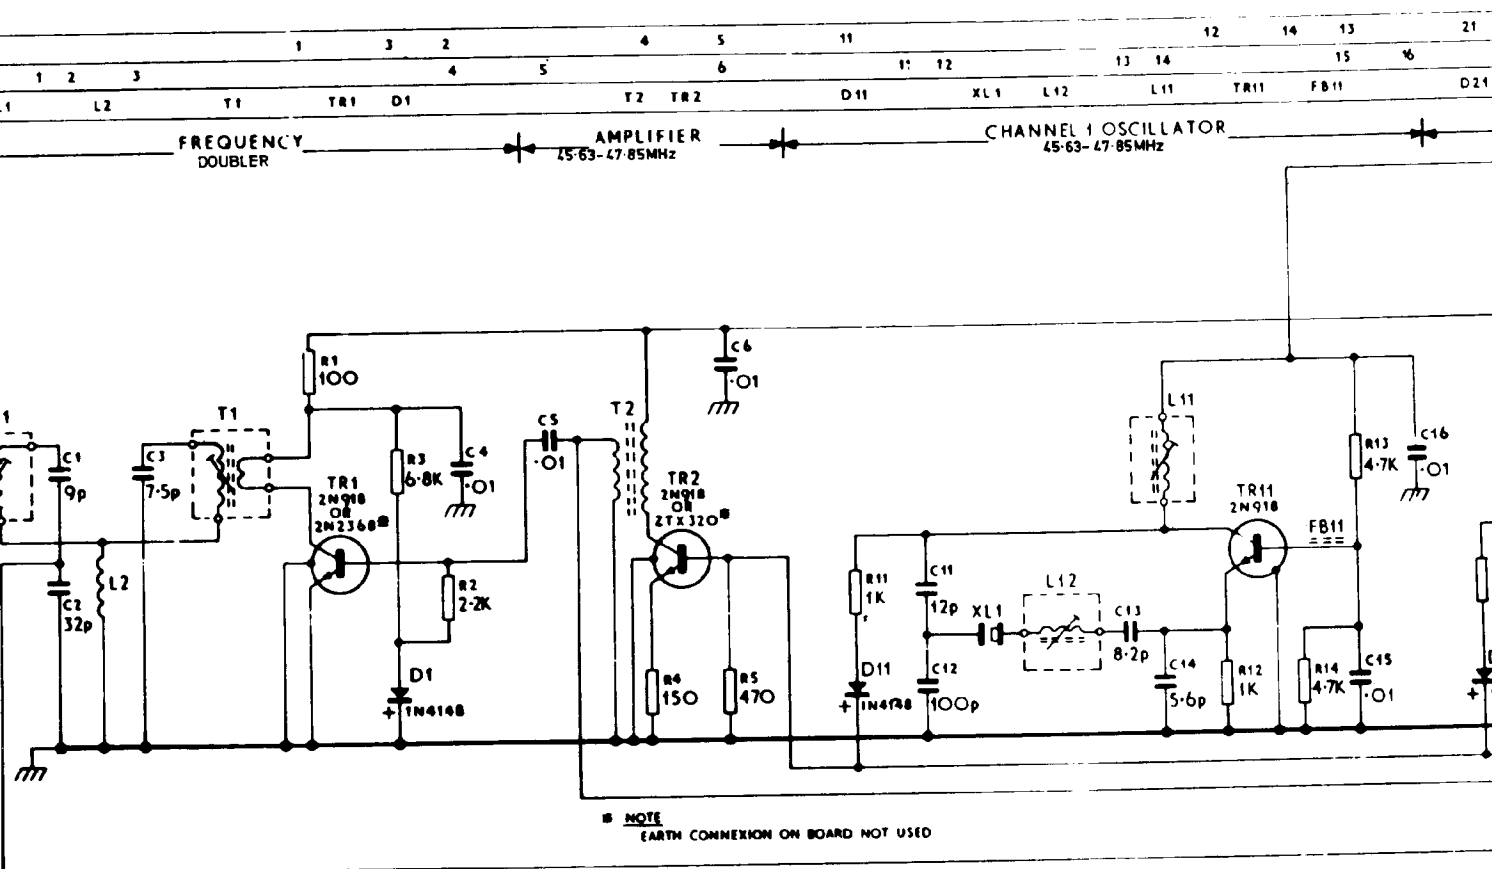 1 3 2 4 5 11 12 14 13 21
1 2 3 4 5 6 12 13 14 15 16
L2 T1 TR1 D1 T2 TR2 D11 XL1 L12 L11 TR11 FB11 D21
FREQUENCY
DOUBLER
AMPLIFIER
45·63-47·85MHz
CHANNEL 1 OSCILLATOR
45·63-47·85MHz
R1
100
C6
·01
T1
C1
9p
C3
7·5p
TR1
2N918
OR
2N2368*
R3
6·8K
C4
·01
C5
·01
T2
TR2
2N918
OR
ZTX320*
L11
R13
4·7K
C16
·01
TR11
2N918
FB11
C2
32p
L2
R2
2·2K
R11
1K
C11
12p
XL1
L12
C13
8·2p
D1
+
1N4148
R4
150
R5
470
D11
+
1N4148
C12
100p
C14
5·6p
R12
1K
R14
4·7K
C15
·01
+
* NOTE
EARTH CONNEXION ON BOARD NOT USED